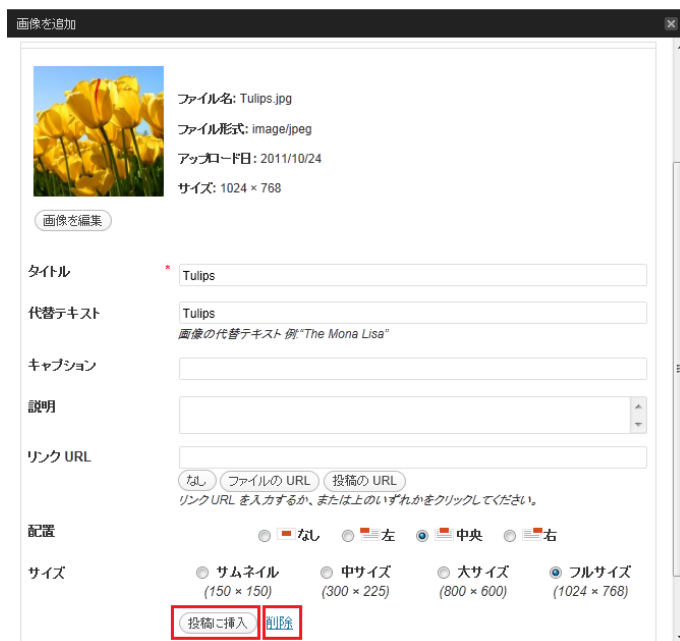 画像を追加
ファイル名: Tulips.jpg
ファイル形式: image/jpeg
アップロード日: 2011/10/24
サイズ: 1024 × 768
画像を編集
タイトル * Tulips
代替テキスト Tulips
画像の代替テキスト 例:“The Mona Lisa”
キャプション
説明
リンク URL
なし ファイルの URL 投稿の URL
リンク URL を入力するか、または上のいずれかをクリックしてください。
配置 なし 左 中央 右
サイズ サムネイル 中サイズ 大サイズ フルサイズ
(150 × 150) (300 × 225) (800 × 600) (1024 × 768)
投稿に挿入 削除